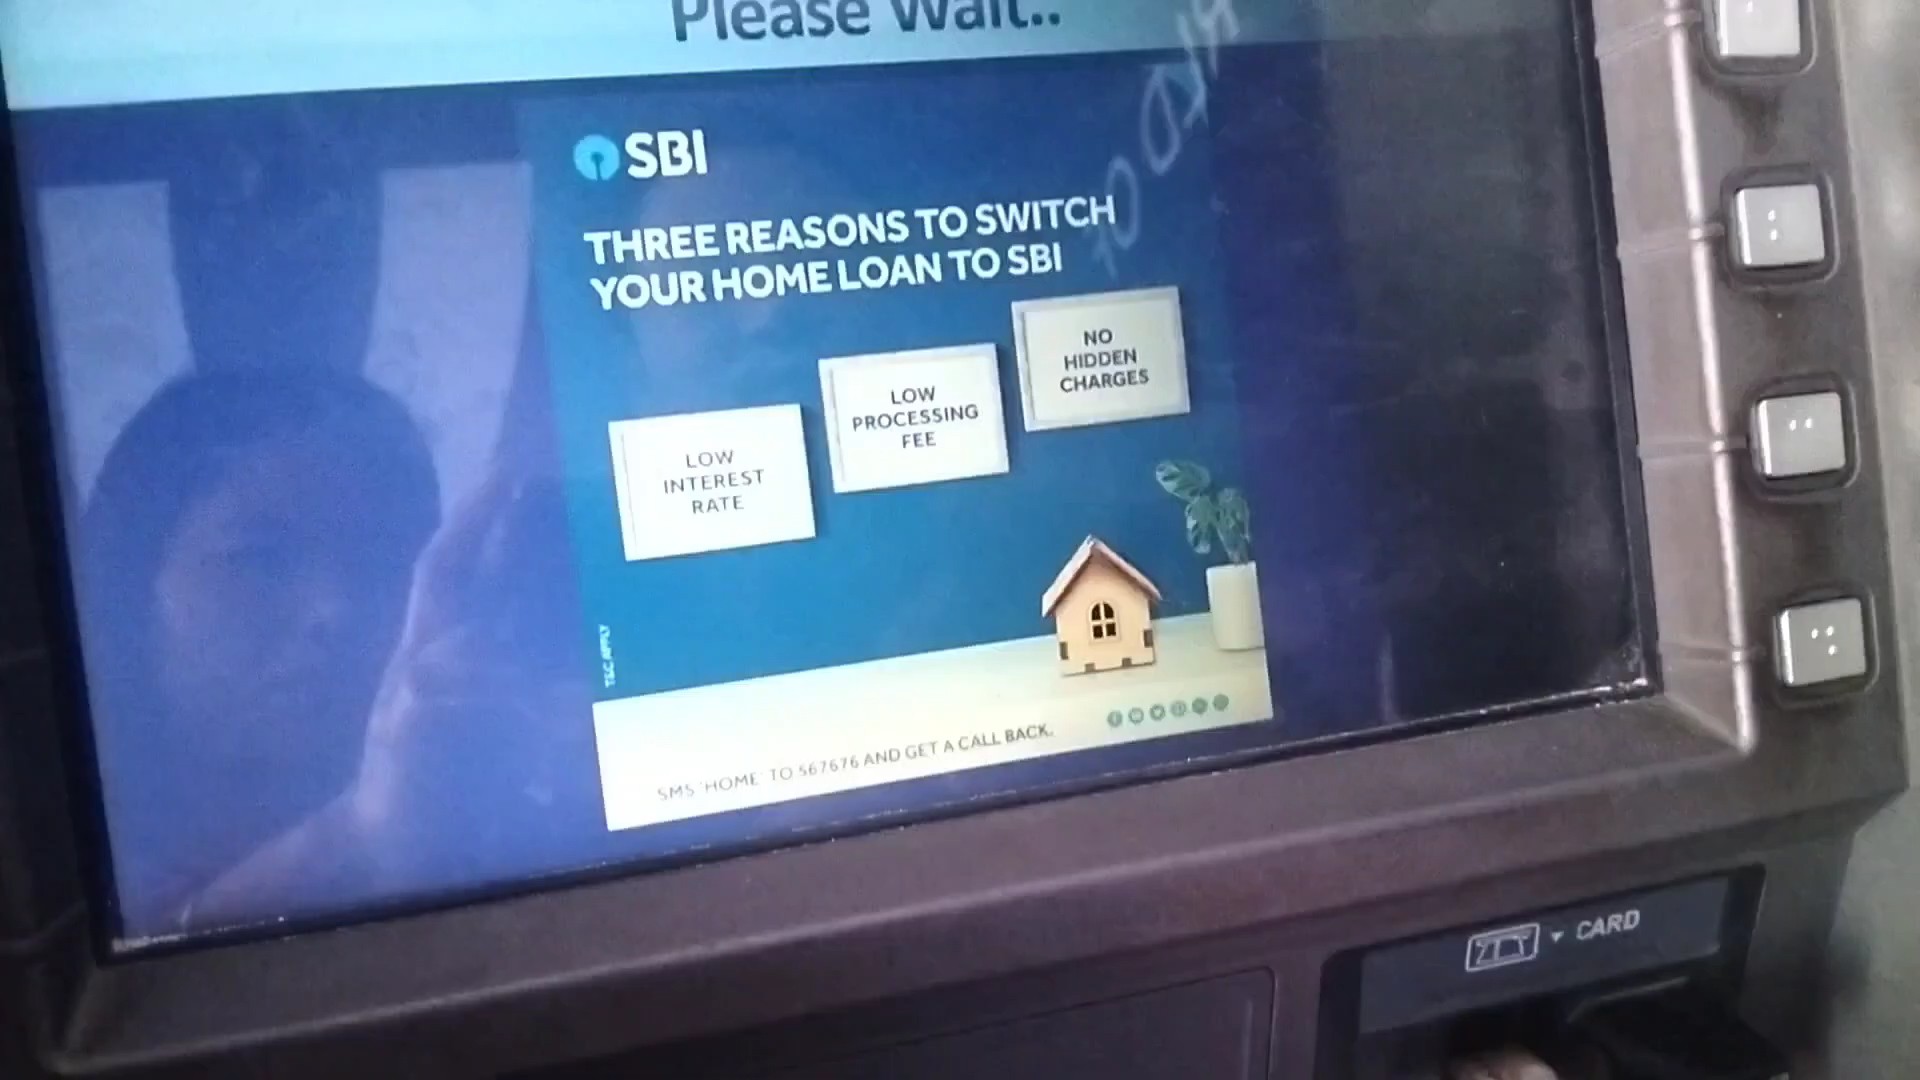 Please Wait..
SBI
THREE REASONS TO SWITCH
YOUR HOME LOAN TO SBI
NO
HIDDEN
CHARGES
LOW
PROCESSING
FEE
LOW
INTEREST
RATE
T&C APPLY
SMS 'HOME' TO 567676 AND GET A CALL BACK.
CARD